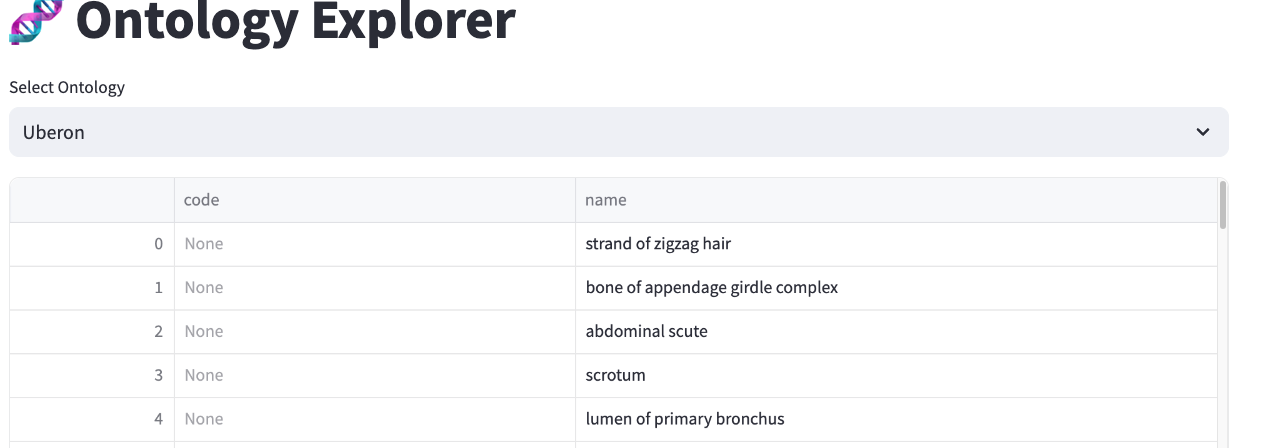 Ontology Explorer
Select Ontology
Uberon
code name
0 None strand of zigzag hair
1 None bone of appendage girdle complex
2 None abdominal scute
3 None scrotum
4 None lumen of primary bronchus